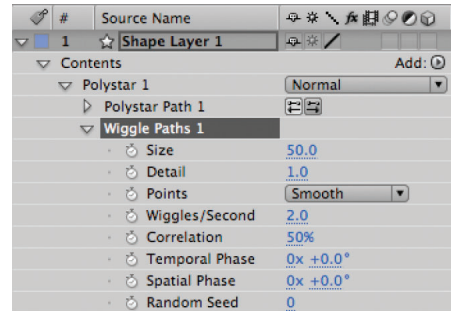 # Source Name fx
1 Shape Layer 1
Contents Add:
Polystar 1 Normal
Polystar Path 1
Wiggle Paths 1
Size 50.0
Detail 1.0
Points Smooth
Wiggles/Second 2.0
Correlation 50%
Temporal Phase 0x +0.0°
Spatial Phase 0x +0.0°
Random Seed 0